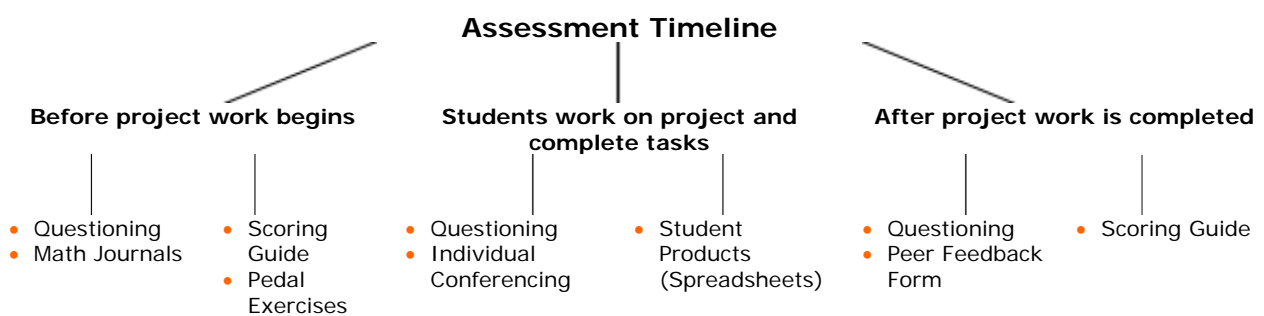 Assessment Timeline
Before project work begins
Students work on project and
complete tasks
After project work is completed
• Questioning
• Math Journals
• Scoring
Guide
• Pedal
Exercises
• Questioning
• Individual
Conferencing
• Student
Products
(Spreadsheets)
• Questioning
• Peer Feedback
Form
• Scoring Guide